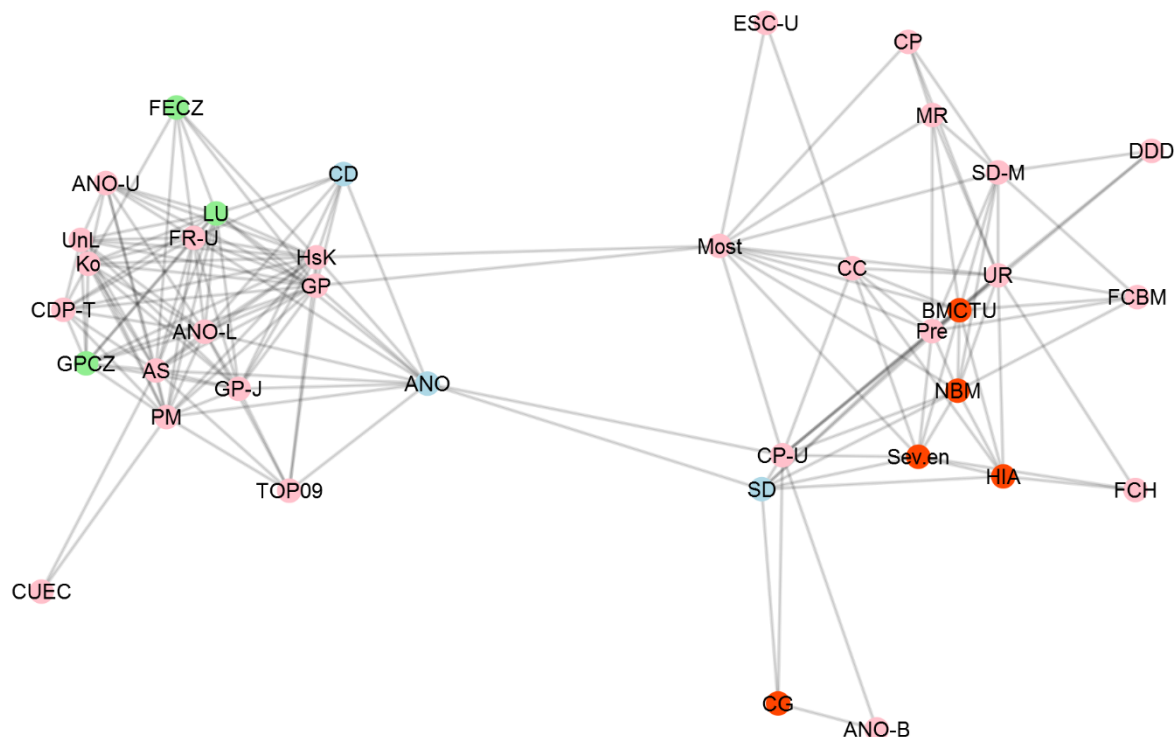 ESC-U
CP
FECZ
MR
DDD
CD
SD-M
ANO-U
LU
UnL
FR-U
Most
Ko
HsK
CC
UR
GP
FCBM
CDP-T
BMCTU
ANO-L
Pre
GPCZ
AS
GP-J
ANO
NBM
PM
CP-U
Sev.en
TOP09
SD
HIA
FCH
CUEC
CG
ANO-B